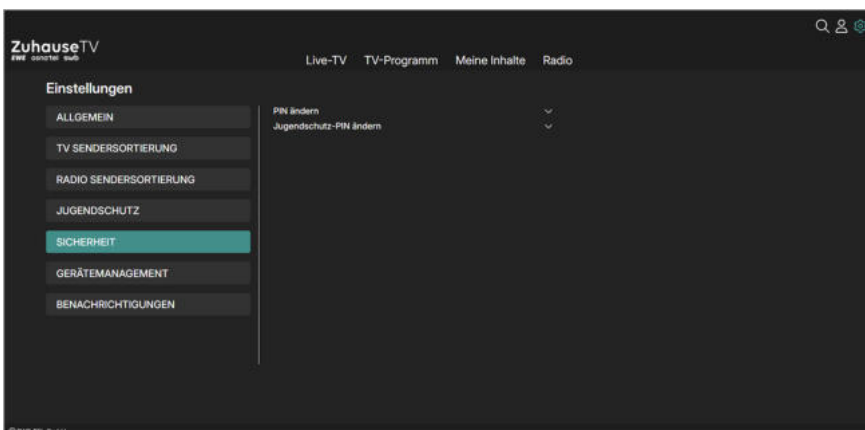 ZuhauseTV
EWE osnatel swb
Live-TV TV-Programm Meine Inhalte Radio
Einstellungen
ALLGEMEIN
TV SENDERSORTIERUNG
RADIO SENDERSORTIERUNG
JUGENDSCHUTZ
SICHERHEIT
GERÄTEMANAGEMENT
BENACHRICHTIGUNGEN
PIN ändern
Jugendschutz-PIN ändern